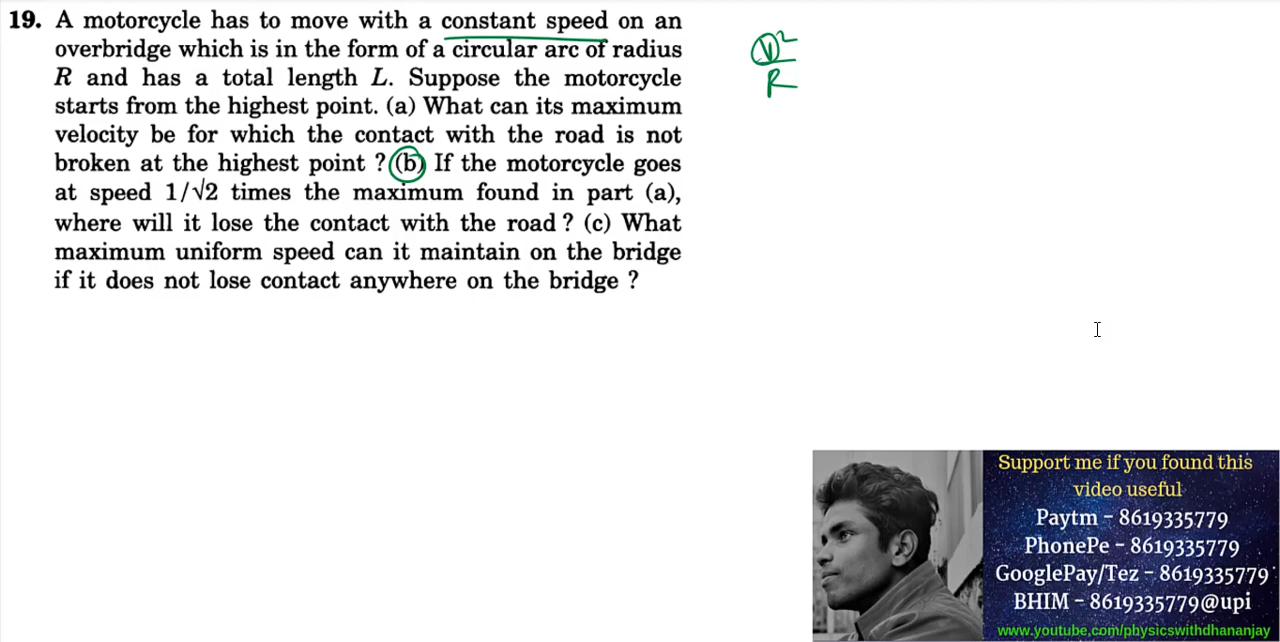 19. A motorcycle has to move with a constant speed on an
overbridge which is in the form of a circular arc of radius
R and has a total length L. Suppose the motorcycle
starts from the highest point. (a) What can its maximum
velocity be for which the contact with the road is not
broken at the highest point ? (b) If the motorcycle goes
at speed 1/√2 times the maximum found in part (a),
where will it lose the contact with the road ? (c) What
maximum uniform speed can it maintain on the bridge
if it does not lose contact anywhere on the bridge ?
v²
R
Support me if you found this
video useful
Paytm - 8619335779
PhonePe - 8619335779
GooglePay/Tez - 8619335779
BHIM - 8619335779@upi
www.youtube.com/physicswithdhananjay